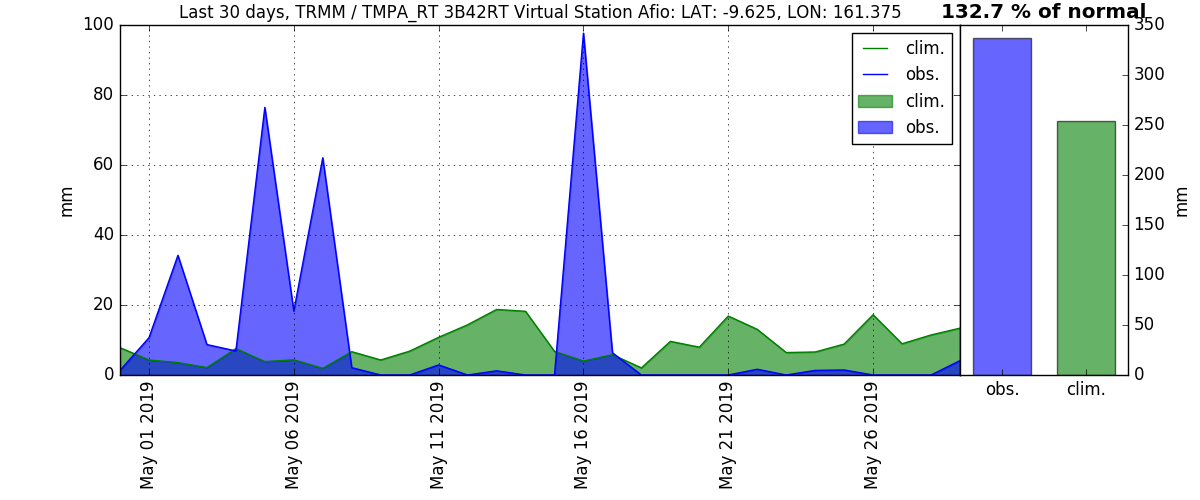 Last 30 days, TRMM / TMPA_RT 3B42RT Virtual Station Afio: LAT: -9.625, LON: 161.375
132.7 % of normal
100
80
60
40
20
0
mm
clim.
obs.
clim.
obs.
May 01 2019
May 06 2019
May 11 2019
May 16 2019
May 21 2019
May 26 2019
350
300
250
200
150
100
50
0
mm
obs.
clim.